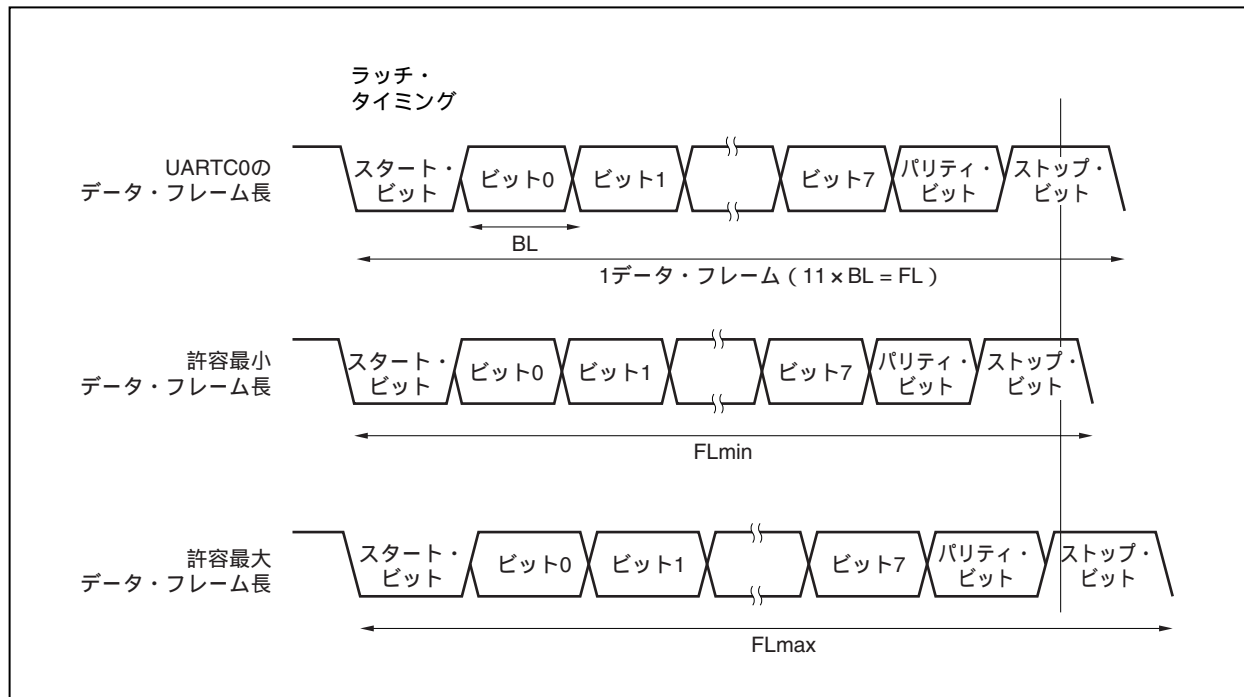 ラッチ・
タイミング
UARTC0の
データ・フレーム長
スタート・
ビット
ビット0
ビット1
ビット7
パリティ・
ビット
ストップ・
ビット
BL
1データ・フレーム（11×BL = FL）
許容最小
データ・フレーム長
スタート・
ビット
ビット0
ビット1
ビット7
パリティ・
ビット
ストップ・
ビット
FLmin
許容最大
データ・フレーム長
スタート・
ビット
ビット0
ビット1
ビット7
パリティ・
ビット
ストップ・
ビット
FLmax